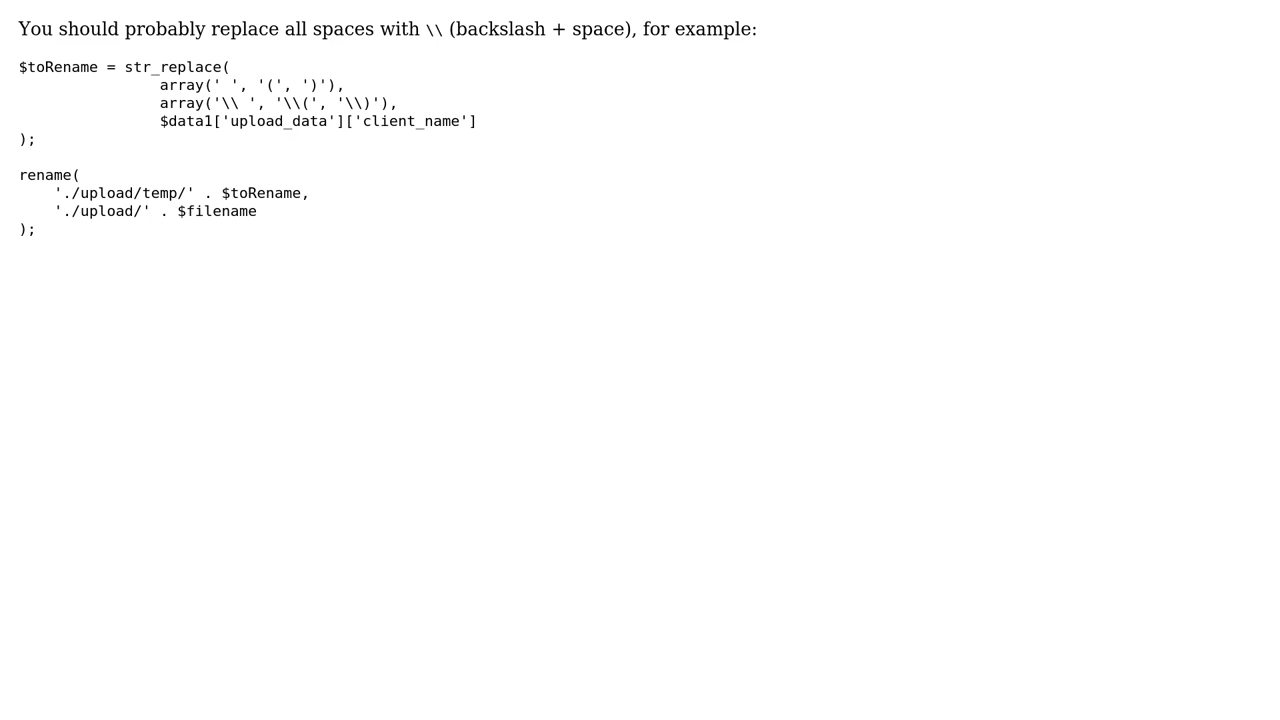 You should probably replace all spaces with \\ (backslash + space), for example:
$toRename = str_replace(
                array(' ', '(', ')'),
                array('\\ ', '\\(', '\\)'),
                $data1['upload_data']['client_name']
);

rename(
    './upload/temp/' . $toRename,
    './upload/' . $filename
);